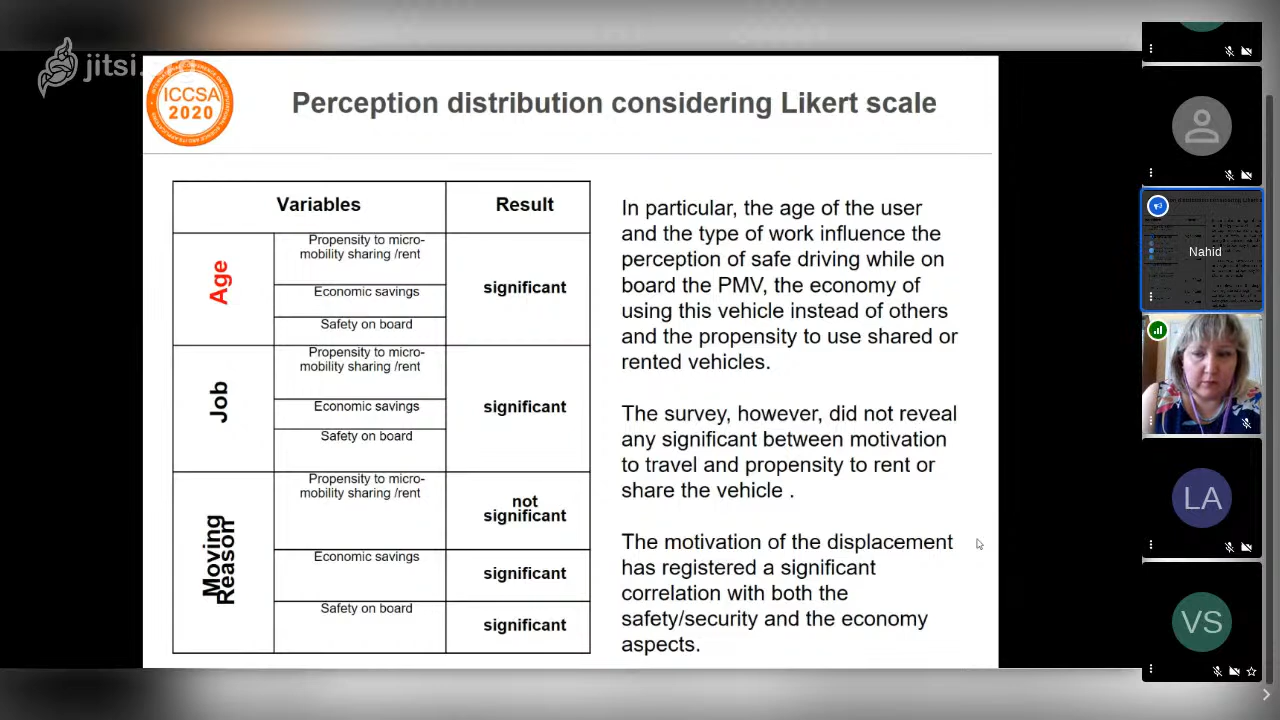 jitsi.org
ICCSA
2020
Perception distribution considering Likert scale
Variables
Result
Age
Propensity to micro-
mobility sharing /rent
Economic savings
Safety on board
significant
Job
Propensity to micro-
mobility sharing /rent
Economic savings
Safety on board
significant
Moving
Reason
Propensity to micro-
mobility sharing /rent
not
significant
Economic savings
significant
Safety on board
significant
In particular, the age of the user
and the type of work influence the
perception of safe driving while on
board the PMV, the economy of
using this vehicle instead of others
and the propensity to use shared or
rented vehicles.
The survey, however, did not reveal
any significant between motivation
to travel and propensity to rent or
share the vehicle .
The motivation of the displacement
has registered a significant
correlation with both the
safety/security and the economy
aspects.
Nahid
LA
VS